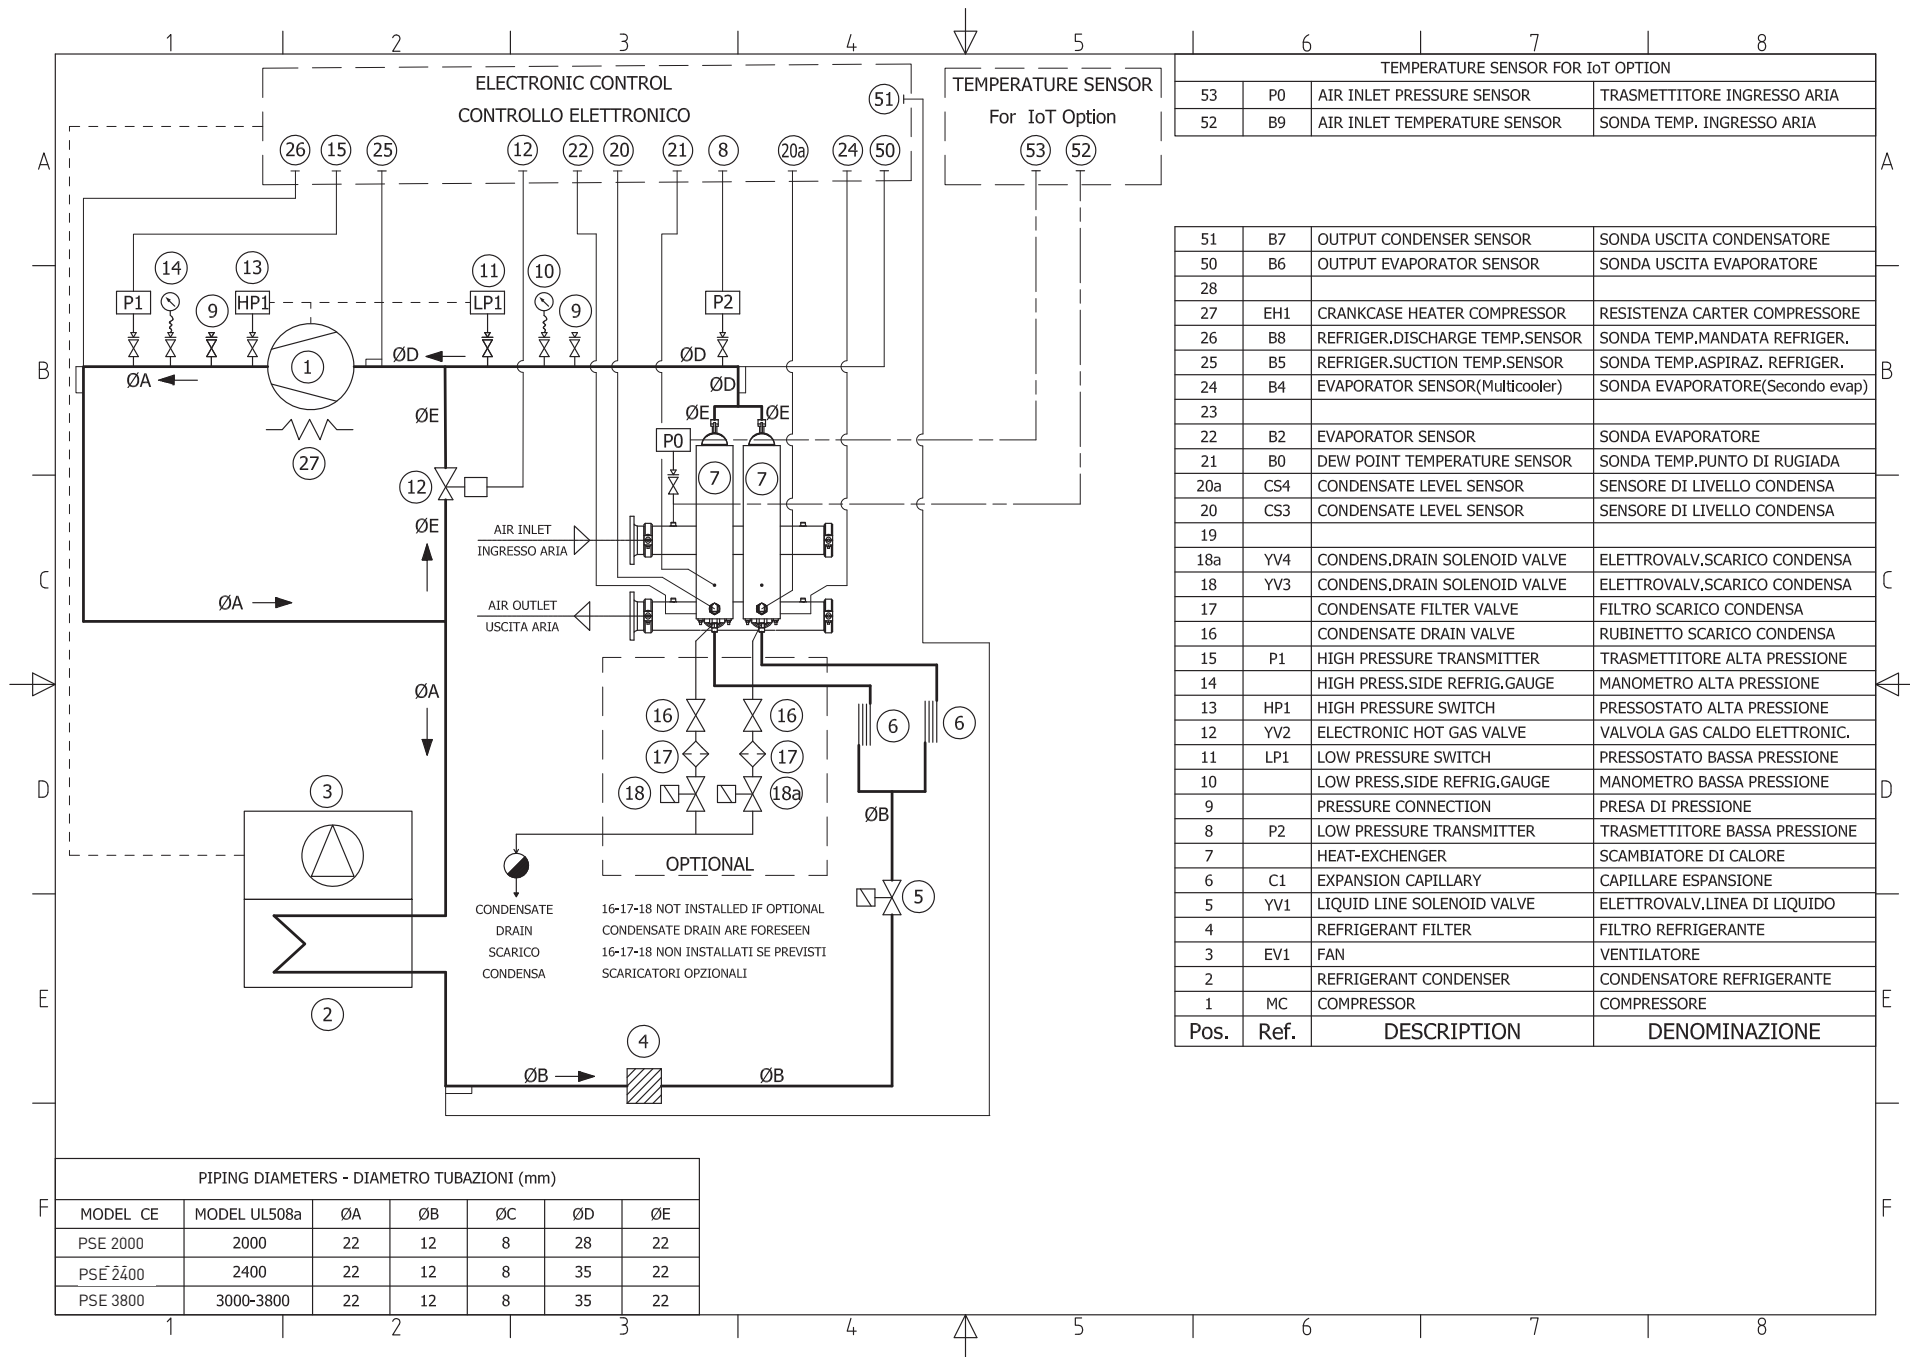 1 2 3 4 5 6 7 8
ELECTRONIC CONTROL
CONTROLLO ELETTRONICO
51
26 15 25 12 22 20 21 8 20a 24 50
TEMPERATURE SENSOR
For IoT Option
53 52
TEMPERATURE SENSOR FOR IoT OPTION
53 P0 AIR INLET PRESSURE SENSOR TRASMETTITORE INGRESSO ARIA
52 B9 AIR INLET TEMPERATURE SENSOR SONDA TEMP. INGRESSO ARIA
A A
14 13 11 10
P1 9 HP1 LP1 9 P2
1
ØA ØD ØD
ØD
B B
ØE ØE ØE
27
P0
7 7
12
ØE
AIR INLET
INGRESSO ARIA
C C
ØA
AIR OUTLET
USCITA ARIA
ØA
16 16 6 6
17 17
18 18a
D D
3
ØB
OPTIONAL
5
CONDENSATE
DRAIN
SCARICO
CONDENSA
16-17-18 NOT INSTALLED IF OPTIONAL
CONDENSATE DRAIN ARE FORESEEN
16-17-18 NON INSTALLATI SE PREVISTI
SCARICATORI OPZIONALI
E E
2
4
ØB ØB
51 B7 OUTPUT CONDENSER SENSOR SONDA USCITA CONDENSATORE
50 B6 OUTPUT EVAPORATOR SENSOR SONDA USCITA EVAPORATORE
28
27 EH1 CRANKCASE HEATER COMPRESSOR RESISTENZA CARTER COMPRESSORE
26 B8 REFRIGER.DISCHARGE TEMP.SENSOR SONDA TEMP.MANDATA REFRIGER.
25 B5 REFRIGER.SUCTION TEMP.SENSOR SONDA TEMP.ASPIRAZ. REFRIGER.
24 B4 EVAPORATOR SENSOR(Multicooler) SONDA EVAPORATORE(Secondo evap)
23
22 B2 EVAPORATOR SENSOR SONDA EVAPORATORE
21 B0 DEW POINT TEMPERATURE SENSOR SONDA TEMP.PUNTO DI RUGIADA
20a CS4 CONDENSATE LEVEL SENSOR SENSORE DI LIVELLO CONDENSA
20 CS3 CONDENSATE LEVEL SENSOR SENSORE DI LIVELLO CONDENSA
19
18a YV4 CONDENS.DRAIN SOLENOID VALVE ELETTROVALV.SCARICO CONDENSA
18 YV3 CONDENS.DRAIN SOLENOID VALVE ELETTROVALV.SCARICO CONDENSA
17 CONDENSATE FILTER VALVE FILTRO SCARICO CONDENSA
16 CONDENSATE DRAIN VALVE RUBINETTO SCARICO CONDENSA
15 P1 HIGH PRESSURE TRANSMITTER TRASMETTITORE ALTA PRESSIONE
14 HIGH PRESS.SIDE REFRIG.GAUGE MANOMETRO ALTA PRESSIONE
13 HP1 HIGH PRESSURE SWITCH PRESSOSTATO ALTA PRESSIONE
12 YV2 ELECTRONIC HOT GAS VALVE VALVOLA GAS CALDO ELETTRONIC.
11 LP1 LOW PRESSURE SWITCH PRESSOSTATO BASSA PRESSIONE
10 LOW PRESS.SIDE REFRIG.GAUGE MANOMETRO BASSA PRESSIONE
9 PRESSURE CONNECTION PRESA DI PRESSIONE
8 P2 LOW PRESSURE TRANSMITTER TRASMETTITORE BASSA PRESSIONE
7 HEAT-EXCHENGER SCAMBIATORE DI CALORE
6 C1 EXPANSION CAPILLARY CAPILLARE ESPANSIONE
5 YV1 LIQUID LINE SOLENOID VALVE ELETTROVALV.LINEA DI LIQUIDO
4 REFRIGERANT FILTER FILTRO REFRIGERANTE
3 EV1 FAN VENTILATORE
2 REFRIGERANT CONDENSER CONDENSATORE REFRIGERANTE
1 MC COMPRESSOR COMPRESSORE
Pos. Ref. DESCRIPTION DENOMINAZIONE
PIPING DIAMETERS - DIAMETRO TUBAZIONI (mm)
F F
MODEL CE MODEL UL508a ØA ØB ØC ØD ØE
PSE 2000 2000 22 12 8 28 22
PSE 2400 2400 22 12 8 35 22
PSE 3800 3000-3800 22 12 8 35 22
1 2 3 4 5 6 7 8